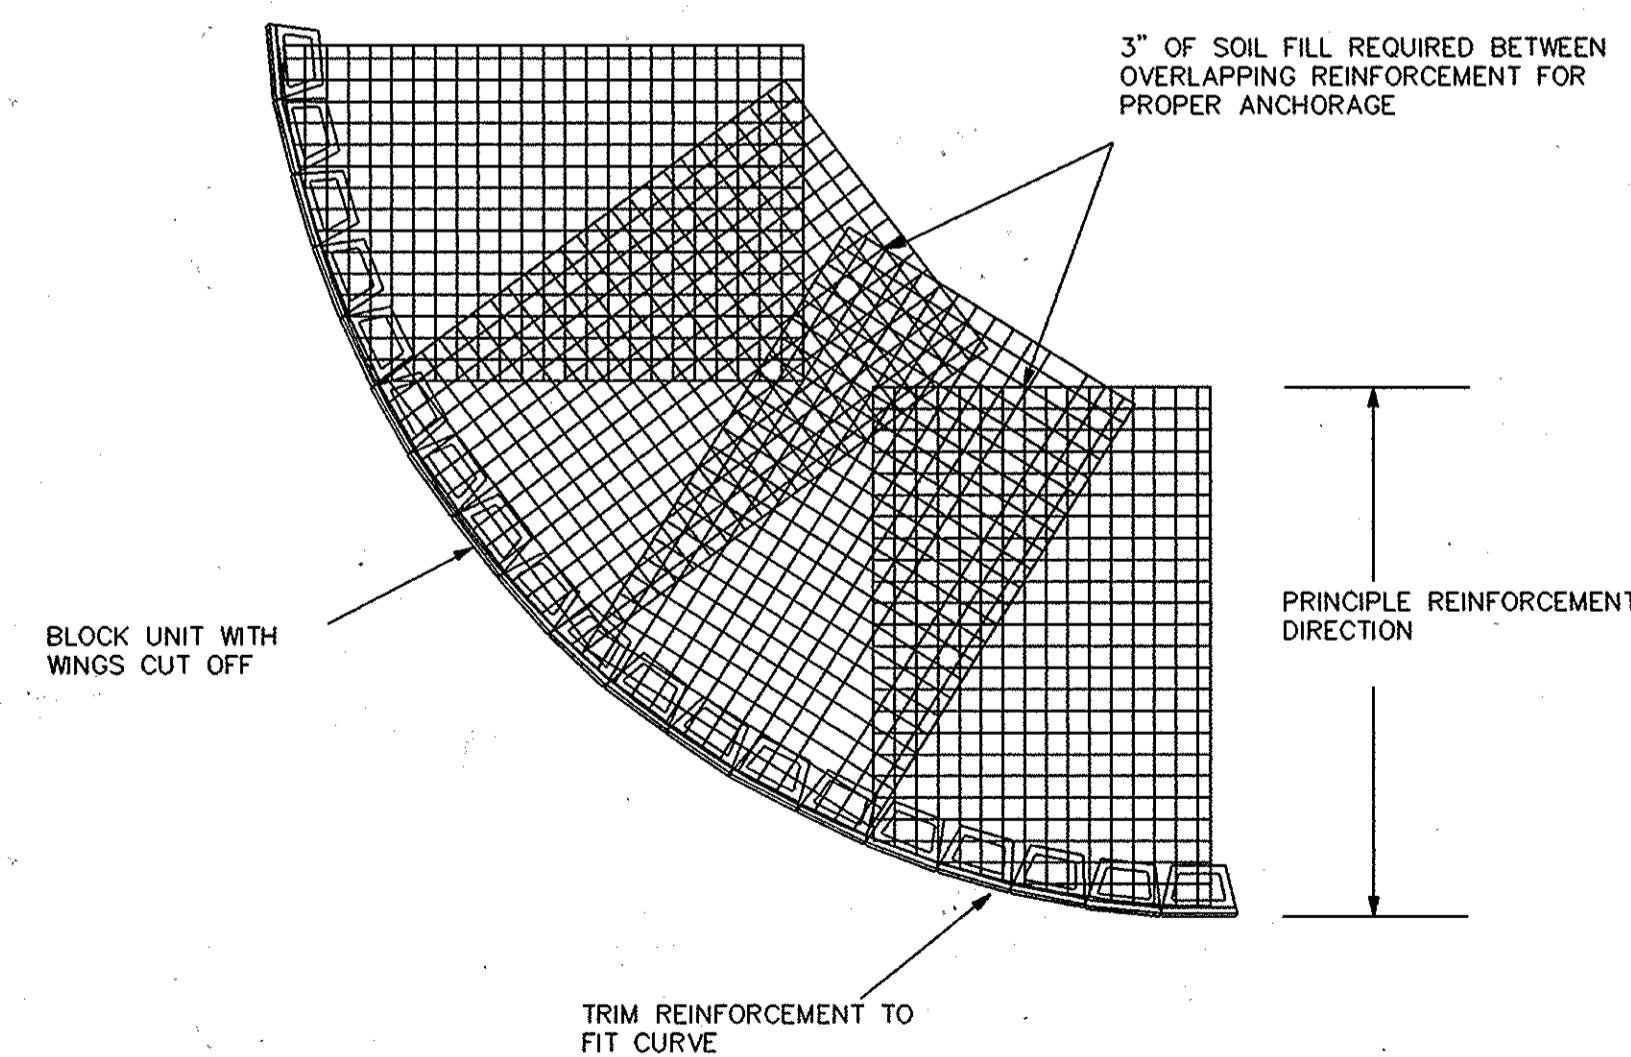 3" OF SOIL FILL REQUIRED BETWEEN
OVERLAPPING REINFORCEMENT FOR
PROPER ANCHORAGE
BLOCK UNIT WITH
WINGS CUT OFF
PRINCIPLE REINFORCEMENT
DIRECTION
TRIM REINFORCEMENT TO
FIT CURVE